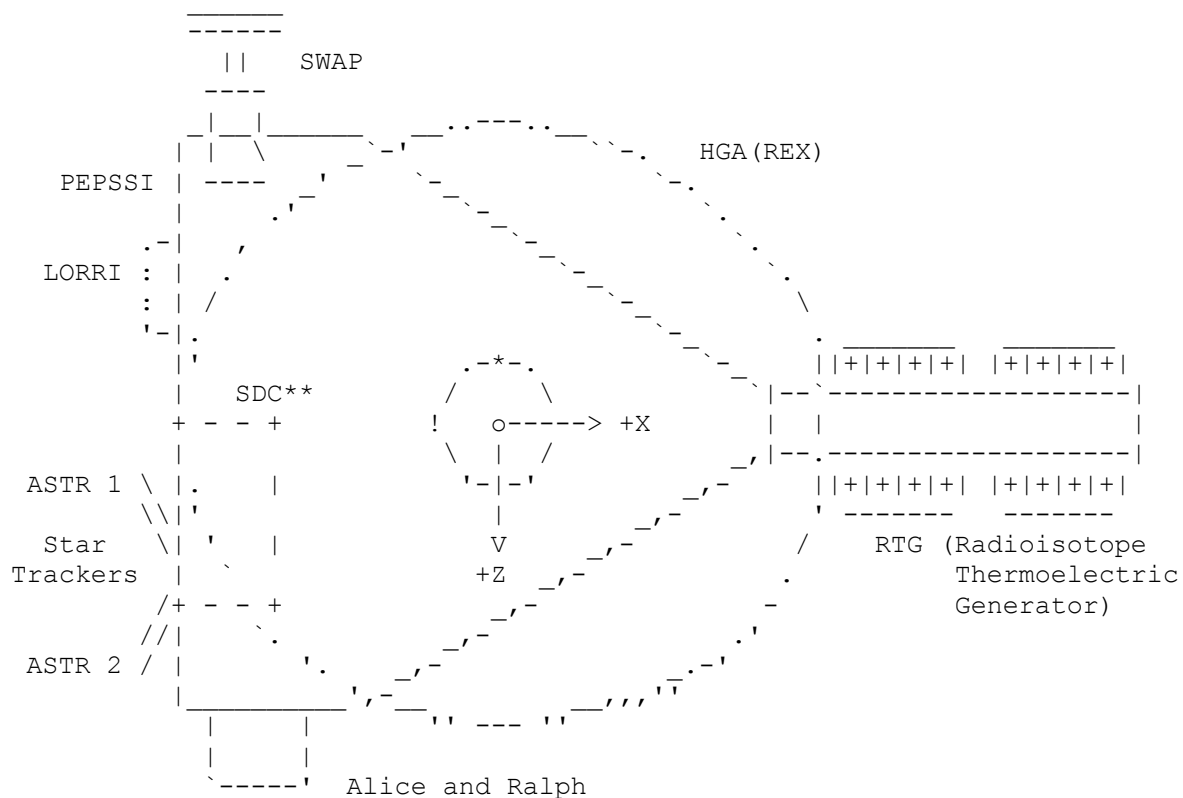 SWAP
HGA(REX)
PEPSSI
LORRI
SDC**
+X
ASTR 1
Star
Trackers
+Z
RTG (Radioisotope
Thermoelectric
Generator)
ASTR 2
Alice and Ralph